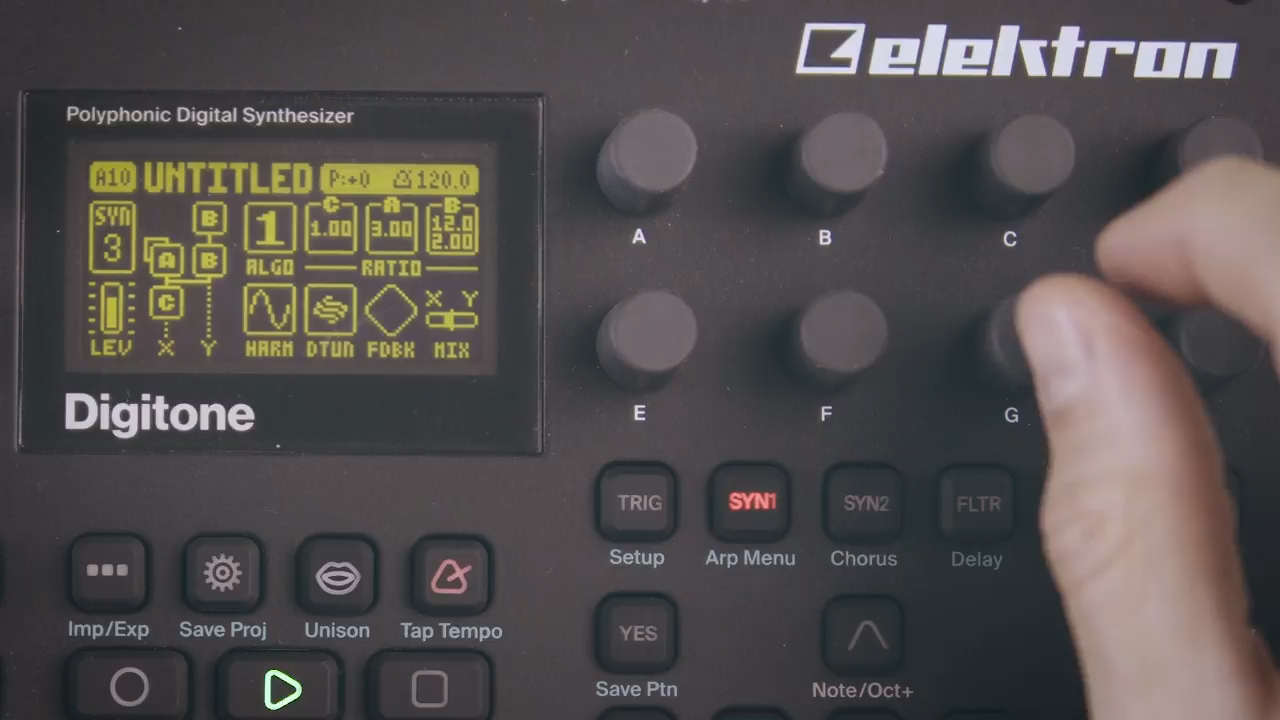 elektron
Polyphonic Digital Synthesizer
A10 UNTITLED P:+0 120.0
SYN 3 B 1 C 1.00 A 3.00 B 12.0 2.00
A B
ALGO RATIO
C
X Y
LEV X Y HARM DTUN FDBK MIX
Digitone
A B C
E F G
TRIG SYN1 SYN2 FLTR
Setup Arp Menu Chorus Delay
Imp/Exp Save Proj Unison Tap Tempo
YES
Save Ptn Note/Oct+